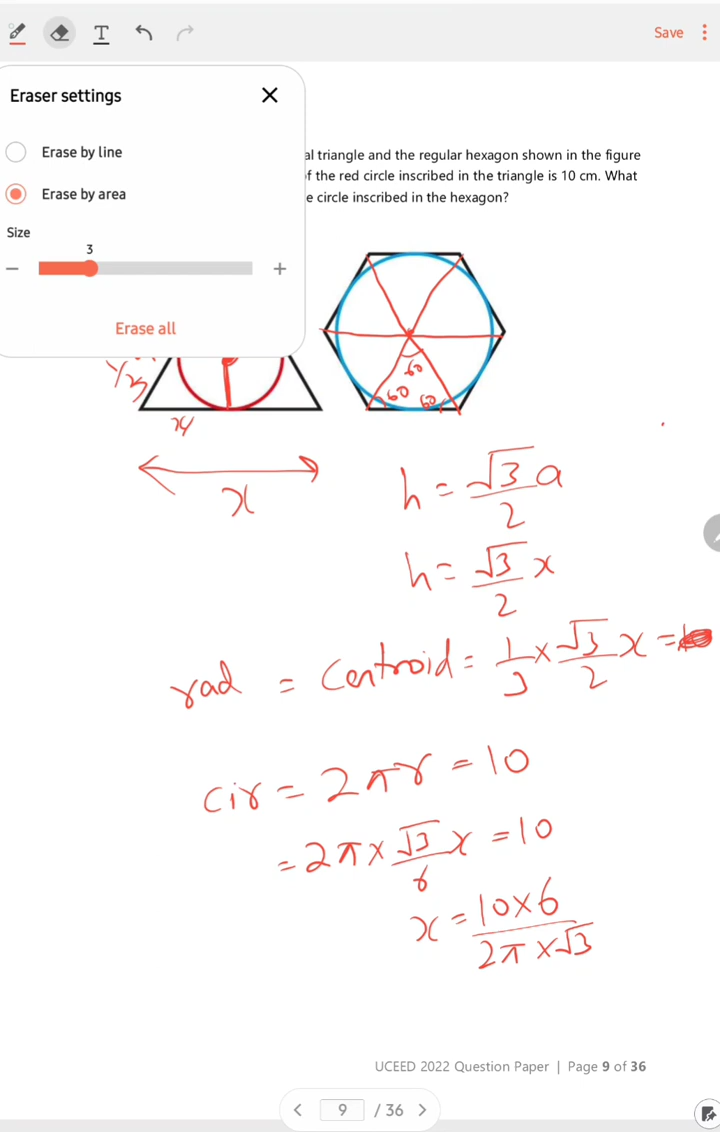 T
Save
Eraser settings
Erase by line
Erase by area
Size
3
Erase all
al triangle and the regular hexagon shown in the figure
f the red circle inscribed in the triangle is 10 cm. What
e circle inscribed in the hexagon?
60
60
60
1/3
x
h = √3/2 a
h = √3/2 x
rad = Centroid = 1/3 × √3/2 x =
cir = 2πr = 10
= 2π × √3/6 x = 10
x = 10×6/2π×√3
UCEED 2022 Question Paper | Page 9 of 36
9 / 36